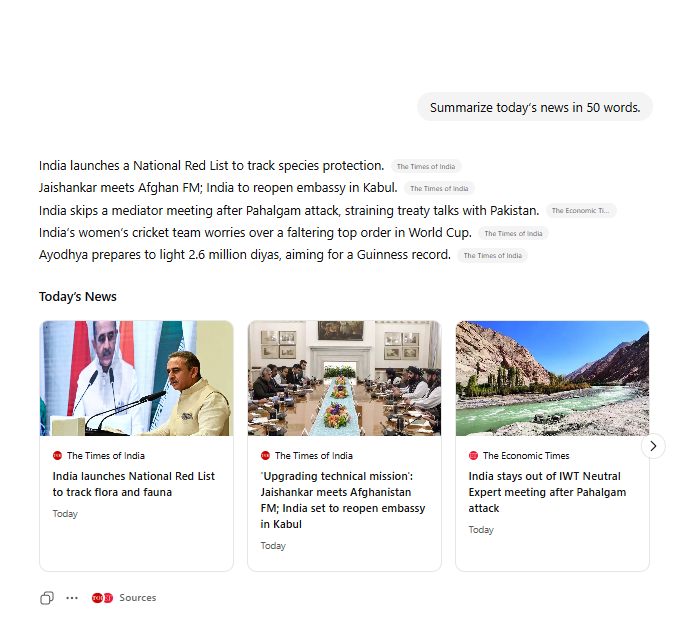 Summarize today's news in 50 words.
India launches a National Red List to track species protection. The Times of India
Jaishankar meets Afghan FM; India to reopen embassy in Kabul. The Times of India
India skips a mediator meeting after Pahalgam attack, straining treaty talks with Pakistan. The Economic Ti...
India's women's cricket team worries over a faltering top order in World Cup. The Times of India
Ayodhya prepares to light 2.6 million diyas, aiming for a Guinness record. The Times of India
Today's News
The Times of India
India launches National Red List
to track flora and fauna
Today
The Times of India
'Upgrading technical mission':
Jaishankar meets Afghanistan
FM; India set to reopen embassy
in Kabul
Today
The Economic Times
India stays out of IWT Neutral
Expert meeting after Pahalgam
attack
Today
Sources